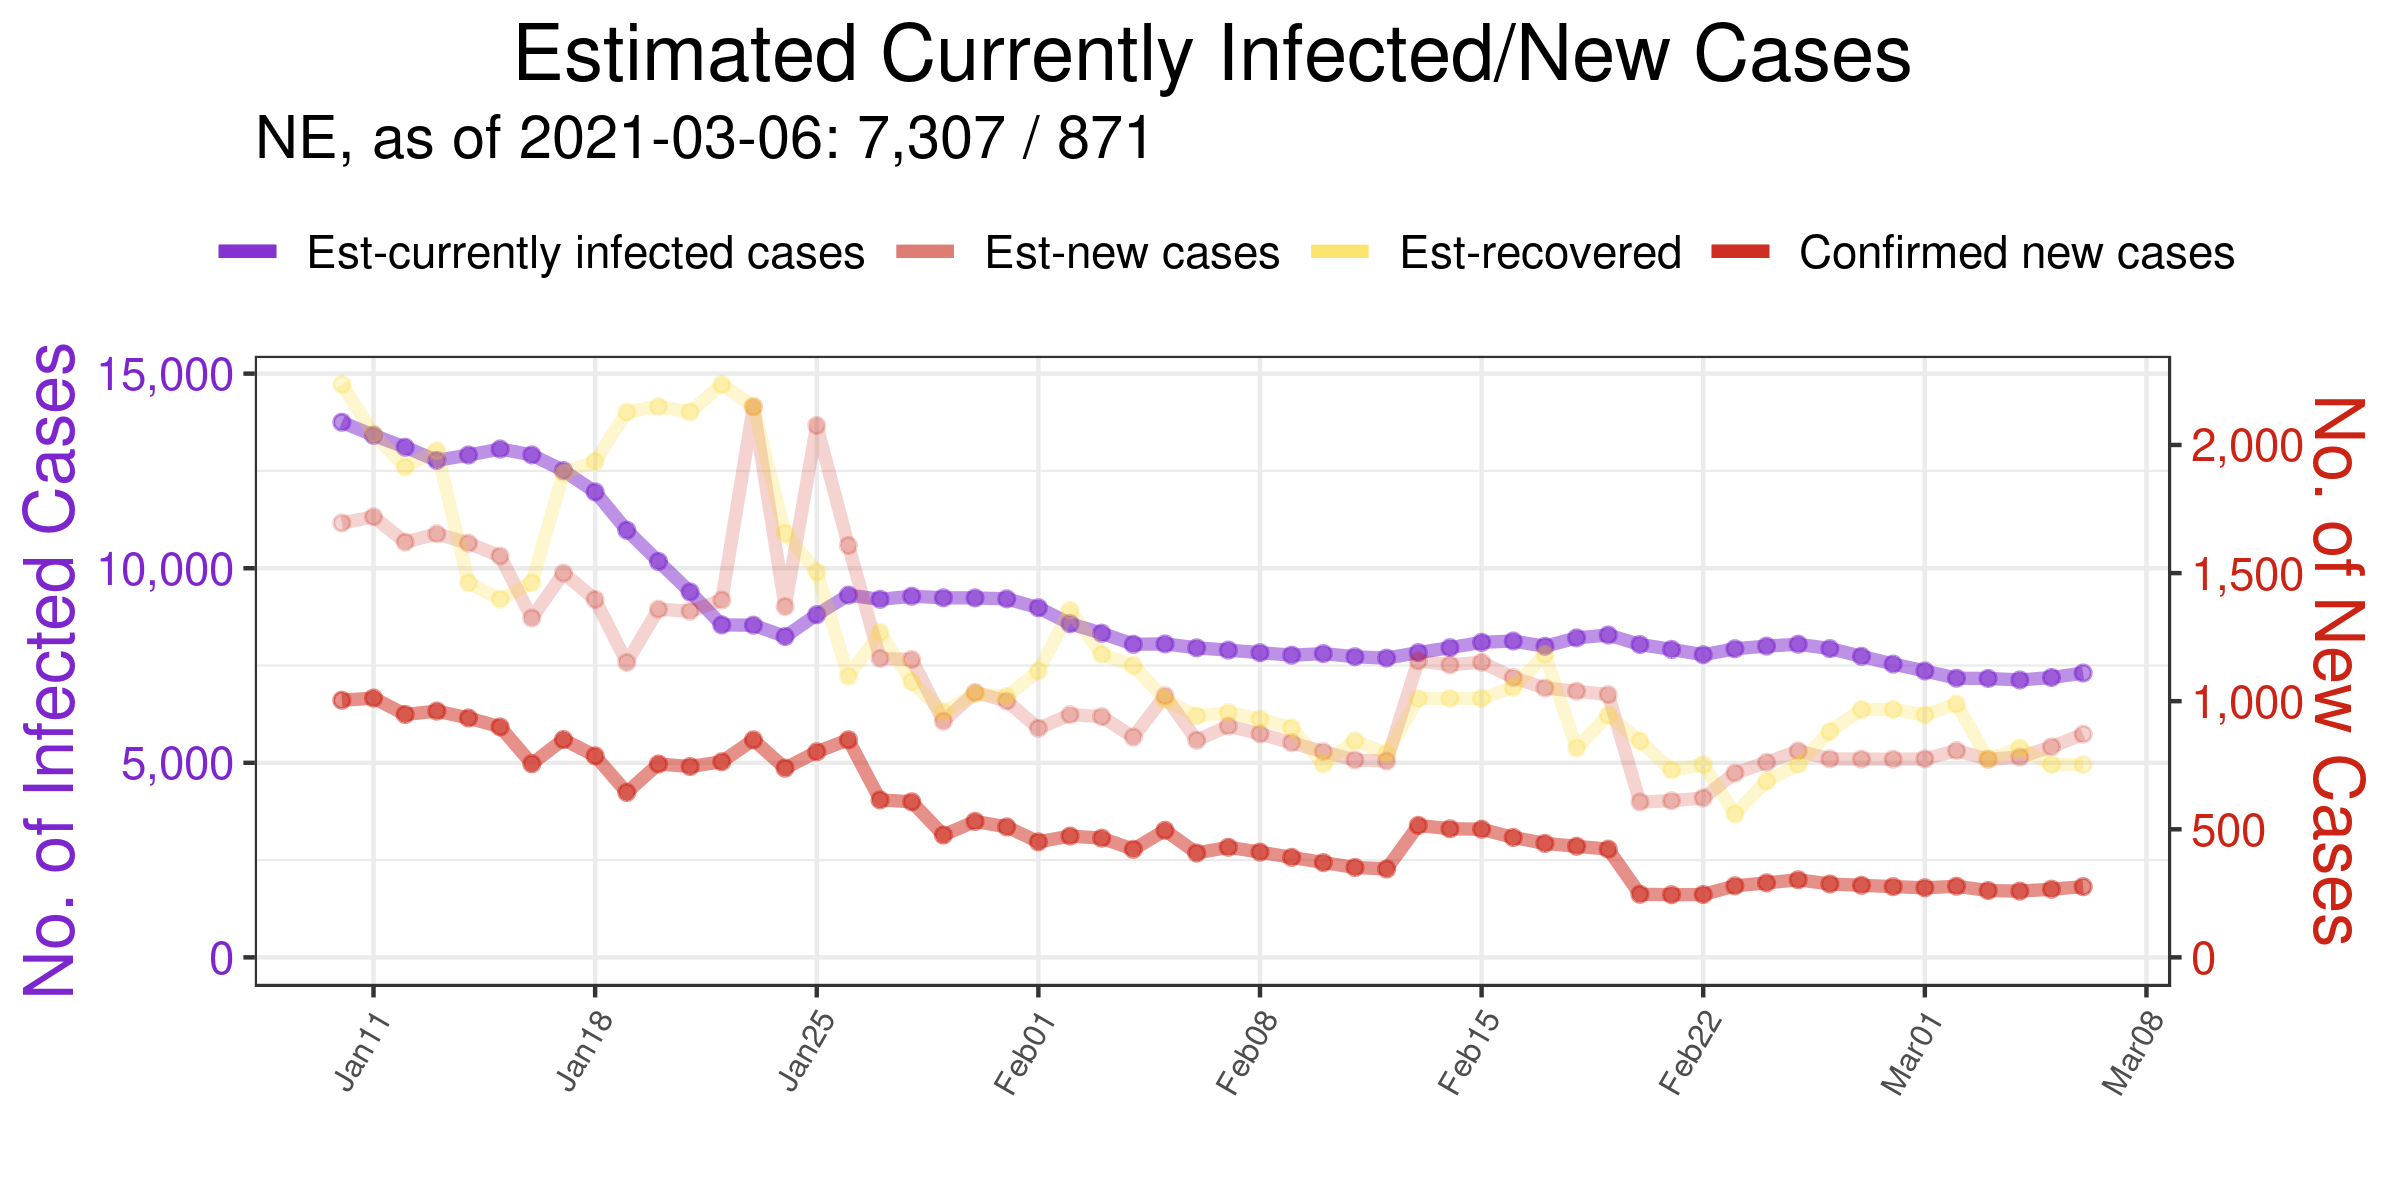 Estimated Currently Infected/New Cases
NE, as of 2021-03-06: 7,307 / 871
Est-currently infected cases
Est-new cases
Est-recovered
Confirmed new cases
No. of Infected Cases
15,000
10,000
5,000
0
No. of New Cases
2,000
1,500
1,000
500
0
Jan11
Jan18
Jan25
Feb01
Feb08
Feb15
Feb22
Mar01
Mar08